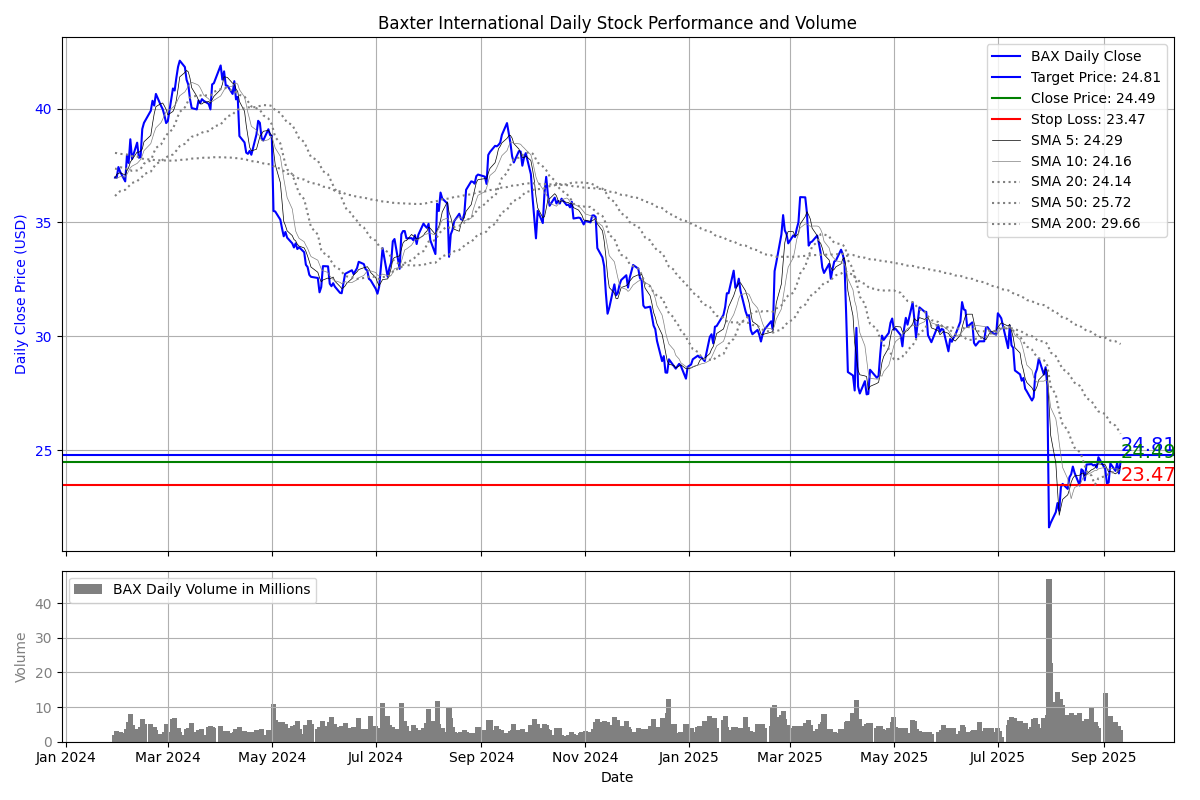 Baxter International Daily Stock Performance and Volume
Daily Close Price (USD)
40
35
30
25
BAX Daily Close
Target Price: 24.81
Close Price: 24.49
Stop Loss: 23.47
SMA 5: 24.29
SMA 10: 24.16
SMA 20: 24.14
SMA 50: 25.72
SMA 200: 29.66
24.81
24.49
23.47
BAX Daily Volume in Millions
Volume
40
30
20
10
0
Jan 2024 Mar 2024 May 2024 Jul 2024 Sep 2024 Nov 2024 Jan 2025 Mar 2025 May 2025 Jul 2025 Sep 2025
Date